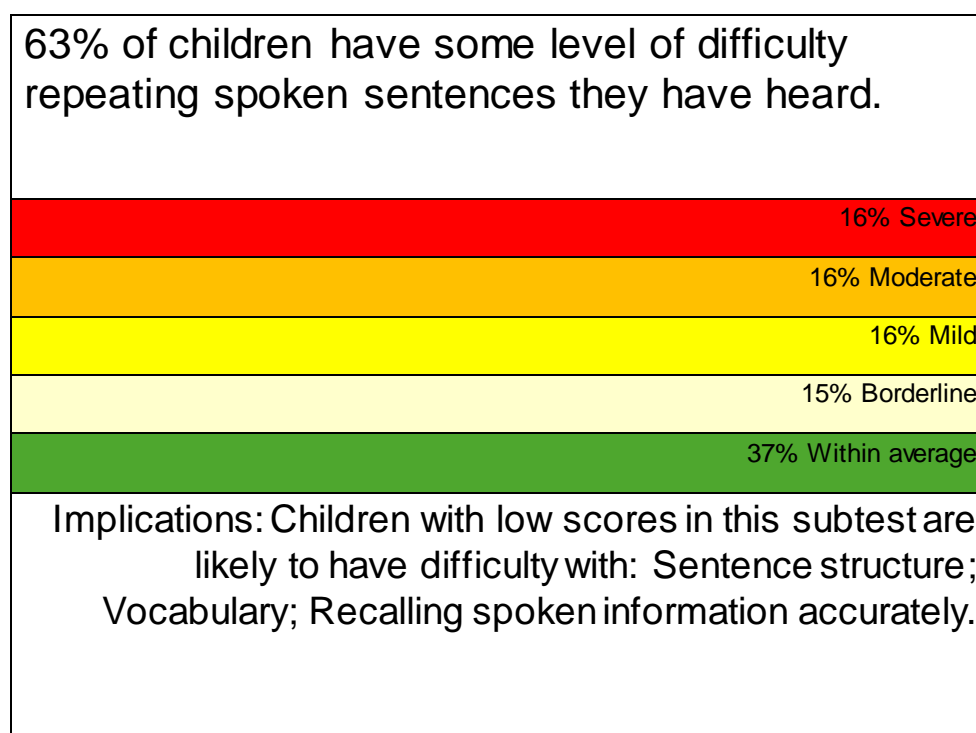 63% of children have some level of difficulty
repeating spoken sentences they have heard.
16% Severe
16% Moderate
16% Mild
15% Borderline
37% Within average
Implications: Children with low scores in this subtest are
likely to have difficulty with: Sentence structure;
Vocabulary; Recalling spoken information accurately.